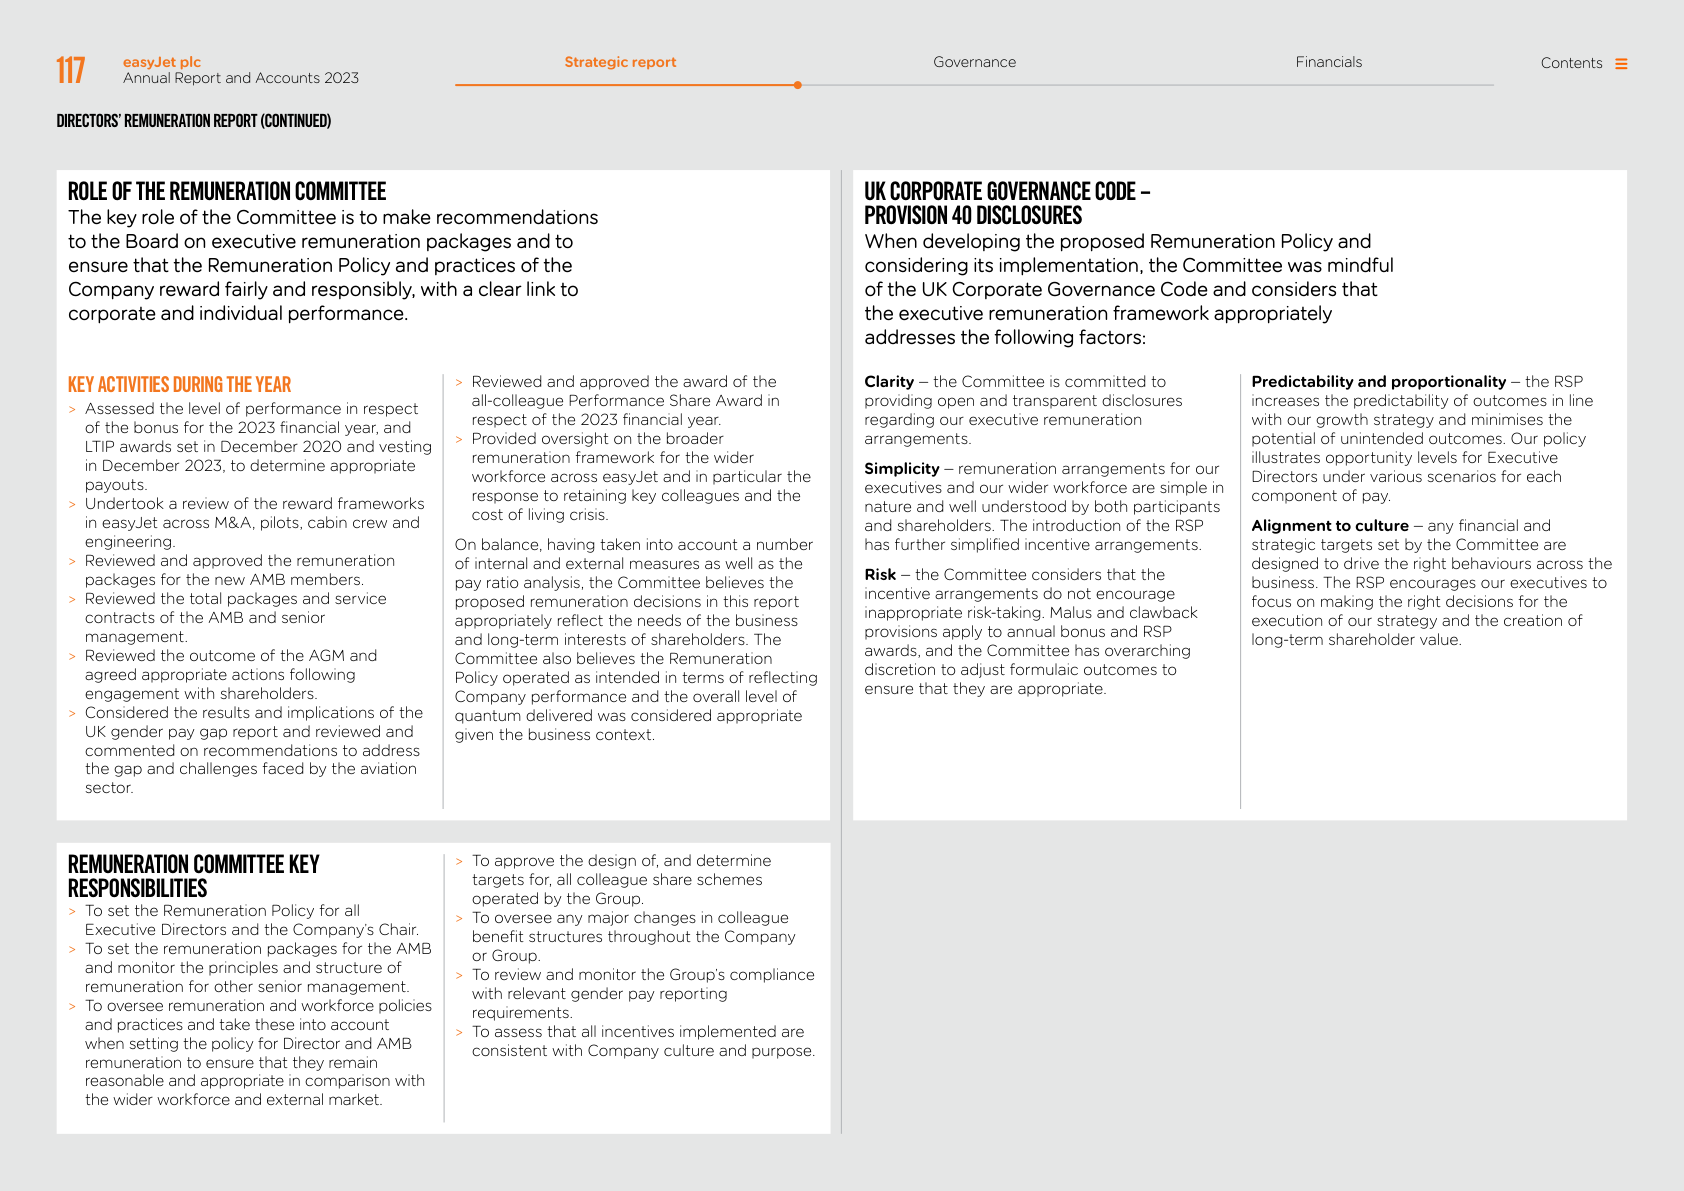 117
easyJet plc
Annual Report and Accounts 2023
Strategic report
Governance
Financials
Contents
DIRECTORS’ REMUNERATION REPORT (CONTINUED)
ROLE OF THE REMUNERATION COMMITTEE
The key role of the Committee is to make recommendations
to the Board on executive remuneration packages and to
ensure that the Remuneration Policy and practices of the
Company reward fairly and responsibly, with a clear link to
corporate and individual performance.
KEY ACTIVITIES DURING THE YEAR
> Assessed the level of performance in respect
of the bonus for the 2023 financial year, and
LTIP awards set in December 2020 and vesting
in December 2023, to determine appropriate
payouts.
> Undertook a review of the reward frameworks
in easyJet across M&A, pilots, cabin crew and
engineering.
> Reviewed and approved the remuneration
packages for the new AMB members.
> Reviewed the total packages and service
contracts of the AMB and senior
management.
> Reviewed the outcome of the AGM and
agreed appropriate actions following
engagement with shareholders.
> Considered the results and implications of the
UK gender pay gap report and reviewed and
commented on recommendations to address
the gap and challenges faced by the aviation
sector.
> Reviewed and approved the award of the
all-colleague Performance Share Award in
respect of the 2023 financial year.
> Provided oversight on the broader
remuneration framework for the wider
workforce across easyJet and in particular the
response to retaining key colleagues and the
cost of living crisis.
On balance, having taken into account a number
of internal and external measures as well as the
pay ratio analysis, the Committee believes the
proposed remuneration decisions in this report
appropriately reflect the needs of the business
and long-term interests of shareholders. The
Committee also believes the Remuneration
Policy operated as intended in terms of reflecting
Company performance and the overall level of
quantum delivered was considered appropriate
given the business context.
REMUNERATION COMMITTEE KEY
RESPONSIBILITIES
> To set the Remuneration Policy for all
Executive Directors and the Company’s Chair.
> To set the remuneration packages for the AMB
and monitor the principles and structure of
remuneration for other senior management.
> To oversee remuneration and workforce policies
and practices and take these into account
when setting the policy for Director and AMB
remuneration to ensure that they remain
reasonable and appropriate in comparison with
the wider workforce and external market.
> To approve the design of, and determine
targets for, all colleague share schemes
operated by the Group.
> To oversee any major changes in colleague
benefit structures throughout the Company
or Group.
> To review and monitor the Group’s compliance
with relevant gender pay reporting
requirements.
> To assess that all incentives implemented are
consistent with Company culture and purpose.
UK CORPORATE GOVERNANCE CODE –
PROVISION 40 DISCLOSURES
When developing the proposed Remuneration Policy and
considering its implementation, the Committee was mindful
of the UK Corporate Governance Code and considers that
the executive remuneration framework appropriately
addresses the following factors:
Clarity – the Committee is committed to
providing open and transparent disclosures
regarding our executive remuneration
arrangements.
Simplicity – remuneration arrangements for our
executives and our wider workforce are simple in
nature and well understood by both participants
and shareholders. The introduction of the RSP
has further simplified incentive arrangements.
Risk – the Committee considers that the
incentive arrangements do not encourage
inappropriate risk-taking. Malus and clawback
provisions apply to annual bonus and RSP
awards, and the Committee has overarching
discretion to adjust formulaic outcomes to
ensure that they are appropriate.
Predictability and proportionality – the RSP
increases the predictability of outcomes in line
with our growth strategy and minimises the
potential of unintended outcomes. Our policy
illustrates opportunity levels for Executive
Directors under various scenarios for each
component of pay.
Alignment to culture – any financial and
strategic targets set by the Committee are
designed to drive the right behaviours across the
business. The RSP encourages our executives to
focus on making the right decisions for the
execution of our strategy and the creation of
long-term shareholder value.